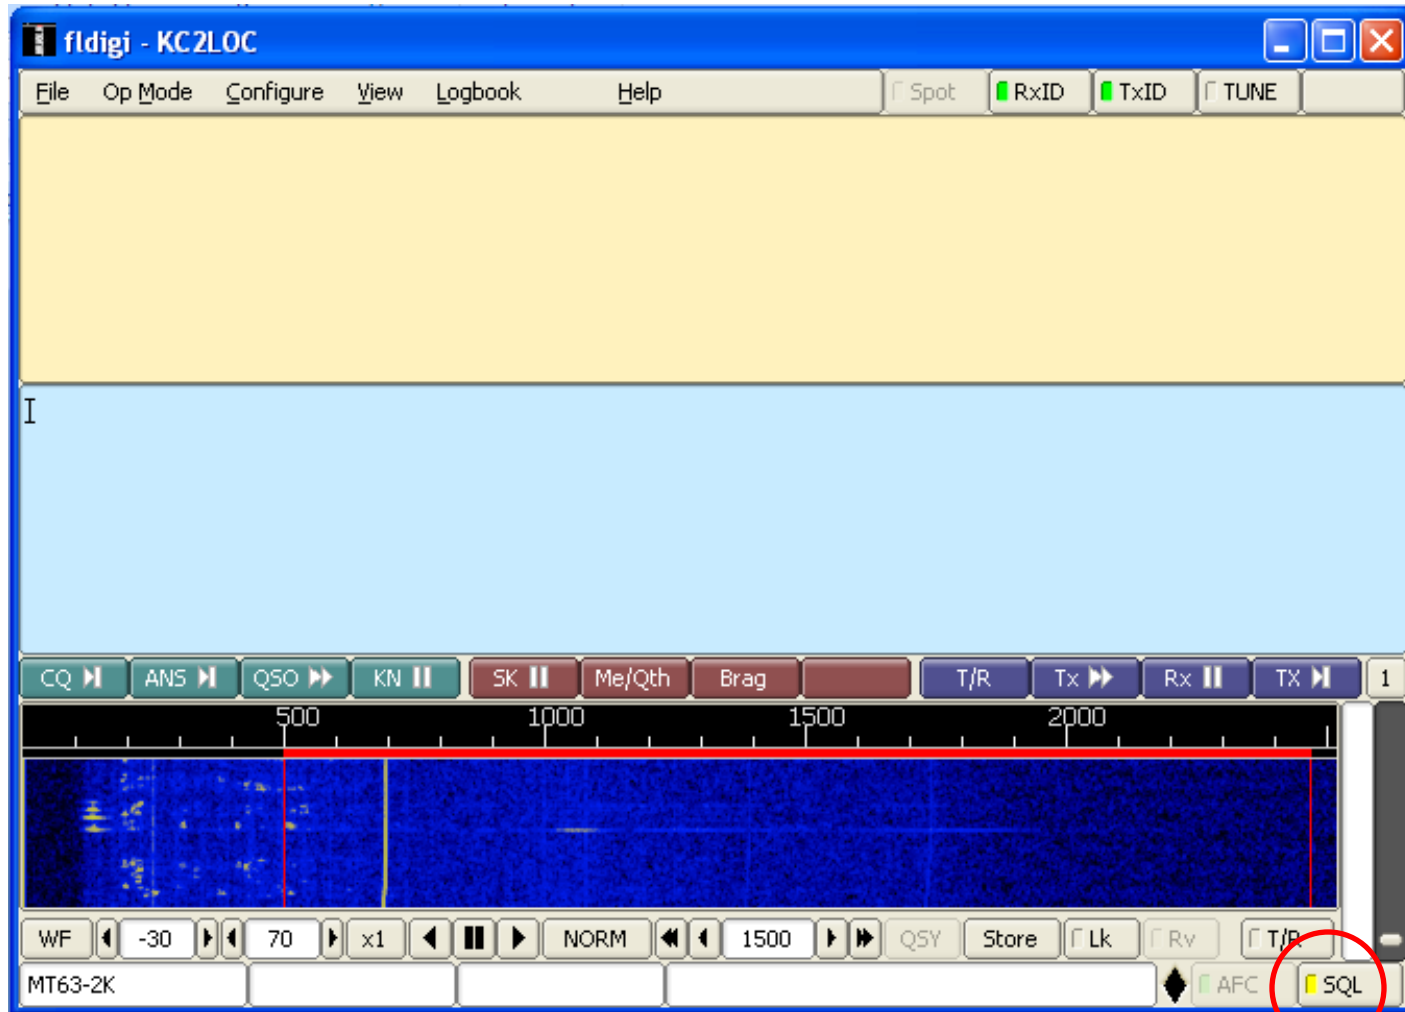 fldigi - KC2LOC
File Op Mode Configure View Logbook Help Spot RxID TxID TUNE
CQ ANS QSO KN SK Me/Qth Brag T/R Tx Rx TX 1
500 1000 1500 2000
WF -30 70 x1 NORM 1500 QSY Store Lk Rv T/R
MT63-2K AFC SQL